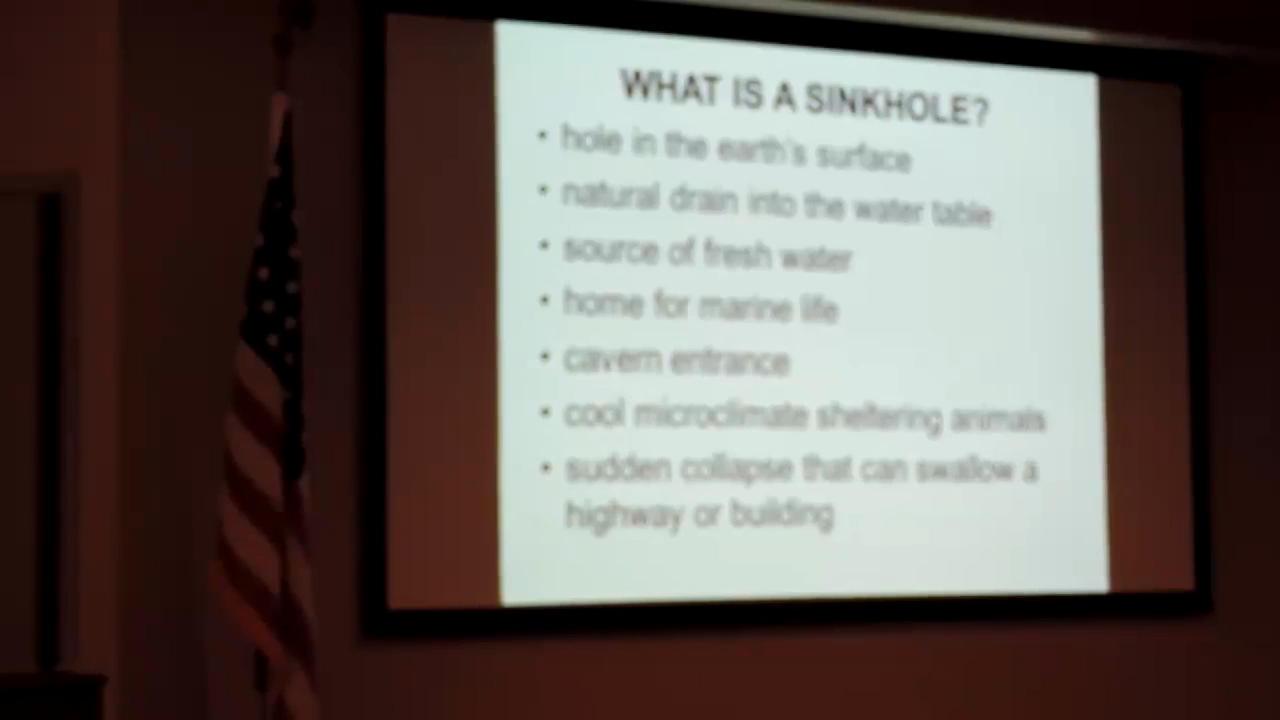 WHAT IS A SINKHOLE?
• hole in the earth's surface
• natural drain into the water table
• source of fresh water
• home for marine life
• cavern entrance
• cool microclimate sheltering animals
• sudden collapse that can swallow a
highway or building